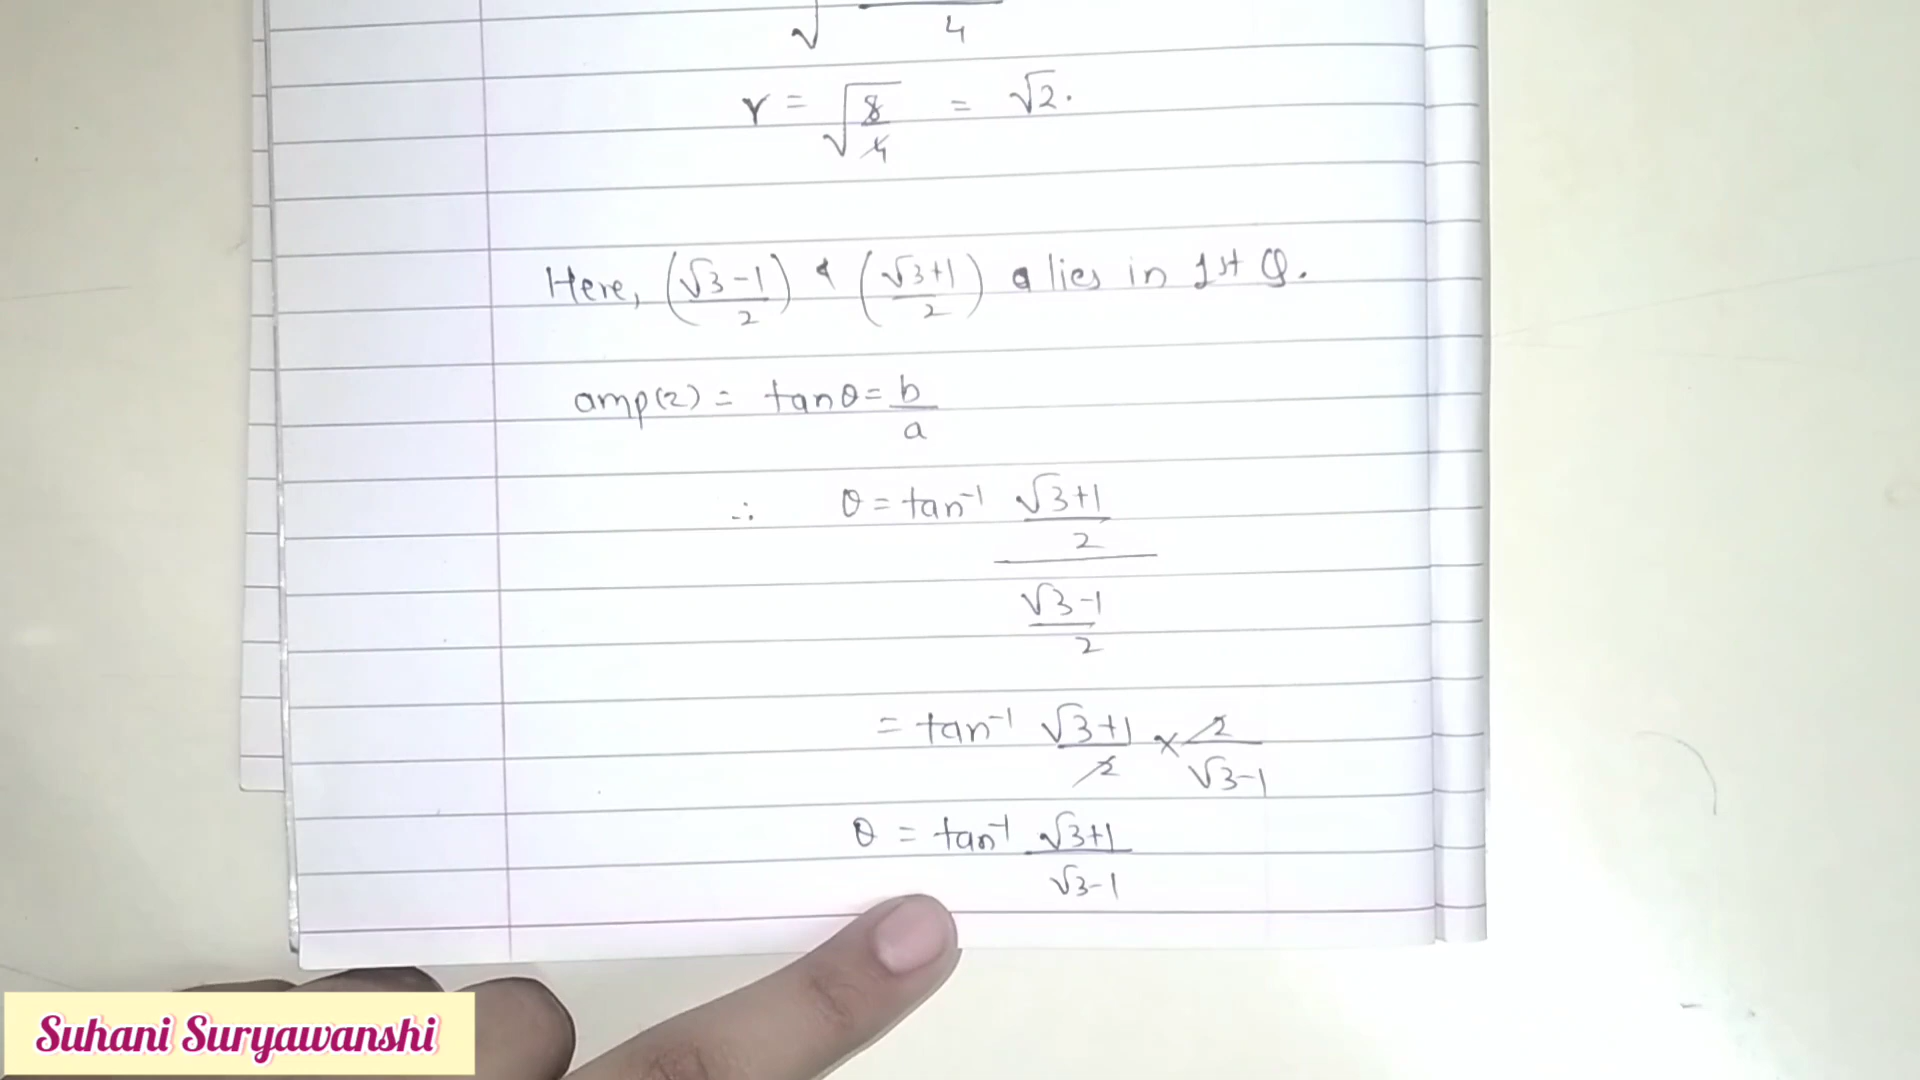 √ 4
r = √8/4 = √2.
Here, (√3-1/2) & (√3+1/2) lies in 1st Q.
amp(z) = tanθ = b/a
∴ θ = tan⁻¹ √3+1/2 / √3-1/2
= tan⁻¹ √3+1/2 × 2/√3-1
θ = tan⁻¹ √3+1/√3-1
Suhani Suryawanshi